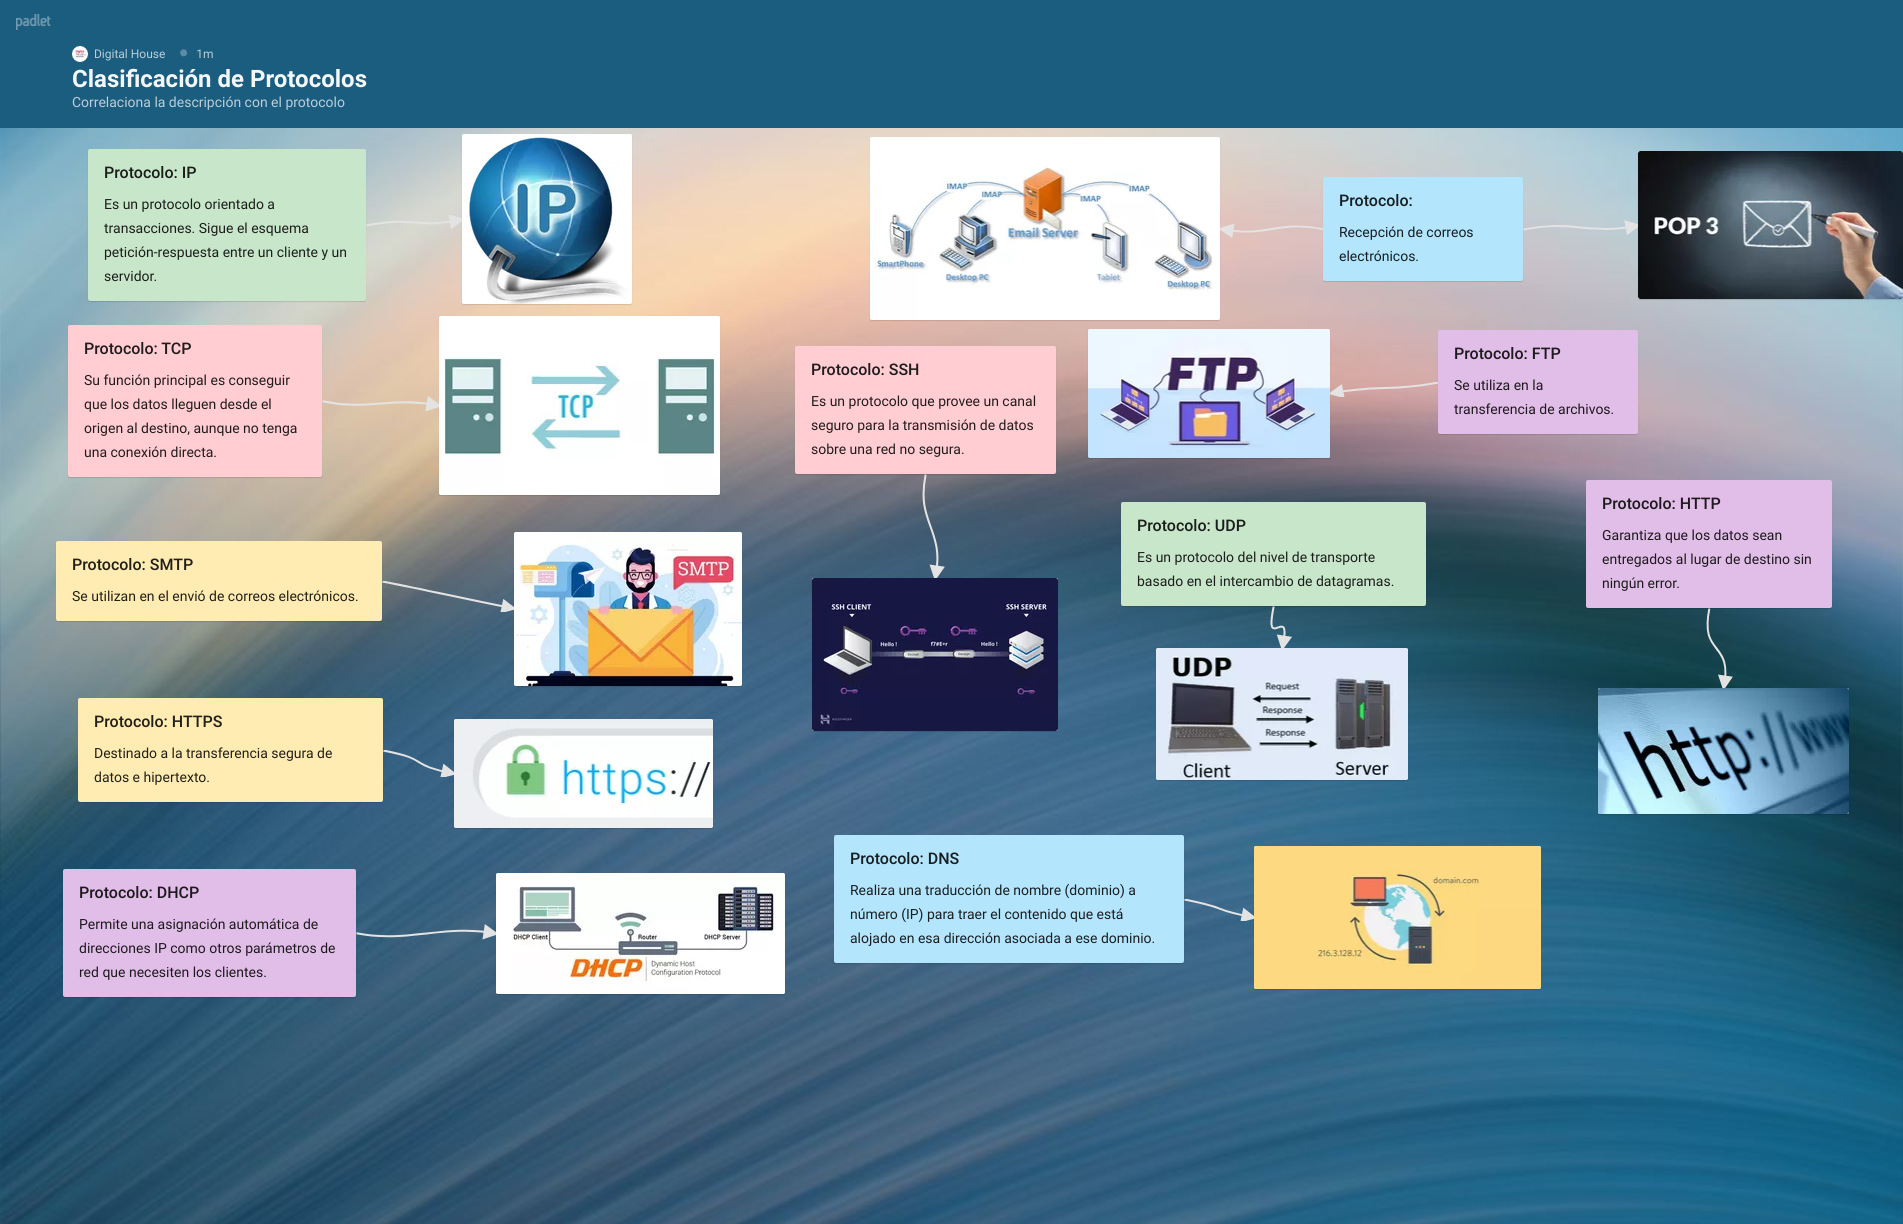 padlet
Digital House • 1m
Clasificación de Protocolos
Correlaciona la descripción con el protocolo
Protocolo: IP
Es un protocolo orientado a
transacciones. Sigue el esquema
petición-respuesta entre un cliente y un
servidor.
IP
IMAP
IMAP
IMAP
IMAP
Email Server
SmartPhone
Desktop PC
Tablet
Desktop PC
Protocolo:
Recepción de correos
electrónicos.
POP 3
Protocolo: TCP
Su función principal es conseguir
que los datos lleguen desde el
origen al destino, aunque no tenga
una conexión directa.
TCP
Protocolo: SSH
Es un protocolo que provee un canal
seguro para la transmisión de datos
sobre una red no segura.
FTP
Protocolo: FTP
Se utiliza en la
transferencia de archivos.
Protocolo: SMTP
Se utilizan en el envió de correos electrónicos.
SMTP
SSH CLIENT
SSH SERVER
Hello !
Hello !
Protocolo: UDP
Es un protocolo del nivel de transporte
basado en el intercambio de datagramas.
UDP
Request
Response
Response
Client
Server
Protocolo: HTTP
Garantiza que los datos sean
entregados al lugar de destino sin
ningún error.
http://www
Protocolo: HTTPS
Destinado a la transferencia segura de
datos e hipertexto.
https://
Protocolo: DHCP
Permite una asignación automática de
direcciones IP como otros parámetros de
red que necesiten los clientes.
DHCP Client
Router
DHCP Server
DHCP
Dynamic Host
Configuration Protocol
Protocolo: DNS
Realiza una traducción de nombre (dominio) a
número (IP) para traer el contenido que está
alojado en esa dirección asociada a ese dominio.
domain.com
216.3.128.12